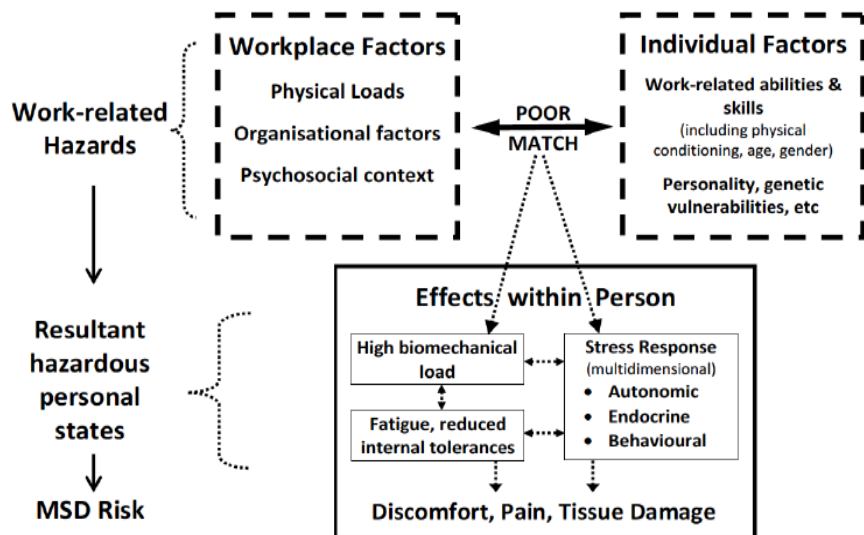 Work-related
Hazards
Resultant
hazardous
personal
states
MSD Risk
Workplace Factors
Physical Loads
Organisational factors
Psychosocial context
POOR
MATCH
Individual Factors
Work-related abilities &
skills
(including physical
conditioning, age, gender)
Personality, genetic
vulnerabilities, etc
Effects within Person
High biomechanical
load
Fatigue, reduced
internal tolerances
Stress Response
(multidimensional)
• Autonomic
• Endocrine
• Behavioural
Discomfort, Pain, Tissue Damage